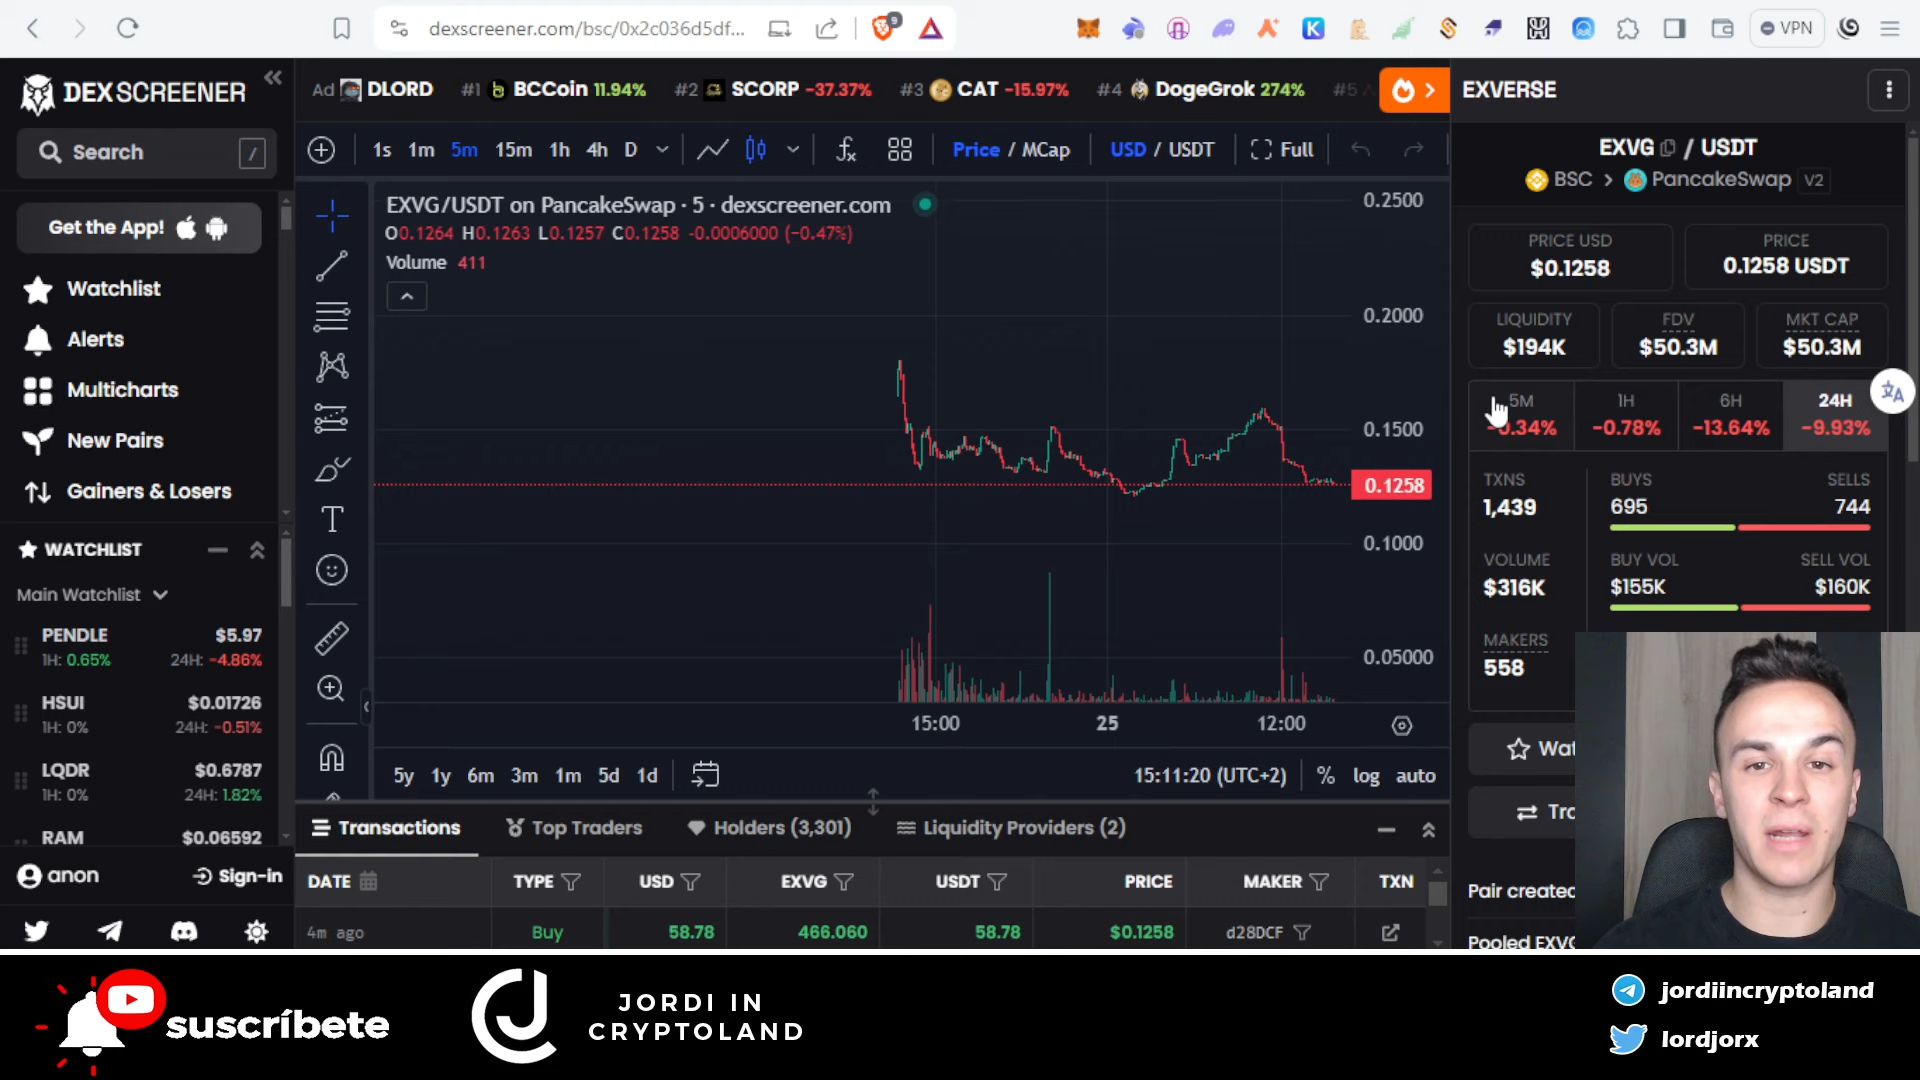 dexscreener.com/bsc/0x2c036d5df...
9
VPN
DEX SCREENER
Ad DLORD #1 BCCoin 11.94% #2 SCORP -37.37% #3 CAT -15.97% #4 DogeGrok 274% #5
EXVERSE
Search /
1s 1m 5m 15m 1h 4h D Price / MCap USD / USDT Full
EXVG / USDT
BSC > PancakeSwap V2
Get the App!
Watchlist
Alerts
Multicharts
New Pairs
Gainers & Losers
WATCHLIST
Main Watchlist
PENDLE $5.97
1H: 0.65% 24H: -4.86%
HSUI $0.01726
1H: 0% 24H: -0.51%
LQDR $0.6787
1H: 0% 24H: 1.82%
RAM $0.06592
anon Sign-in
EXVG/USDT on PancakeSwap · 5 · dexscreener.com
O0.1264 H0.1263 L0.1257 C0.1258 -0.0006000 (-0.47%)
Volume 411
0.2500
0.2000
0.1500
0.1258
0.1000
0.05000
15:00 25 12:00
5y 1y 6m 3m 1m 5d 1d 15:11:20 (UTC+2) % log auto
Transactions Top Traders Holders (3,301) Liquidity Providers (2)
DATE TYPE USD EXVG USDT PRICE MAKER TXN
4m ago Buy 58.78 466.060 58.78 $0.1258 d28DCF
PRICE USD
$0.1258
PRICE
0.1258 USDT
LIQUIDITY
$194K
FDV
$50.3M
MKT CAP
$50.3M
5M 1H 6H 24H
-0.34% -0.78% -13.64% -9.93%
TXNS
1,439
BUYS SELLS
695 744
VOLUME
$316K
BUY VOL SELL VOL
$155K $160K
MAKERS
558
Wat
Tra
Pair created
Pooled EXVG
suscríbete
JORDI IN
CRYPTOLAND
jordiincryptoland
lordjorx